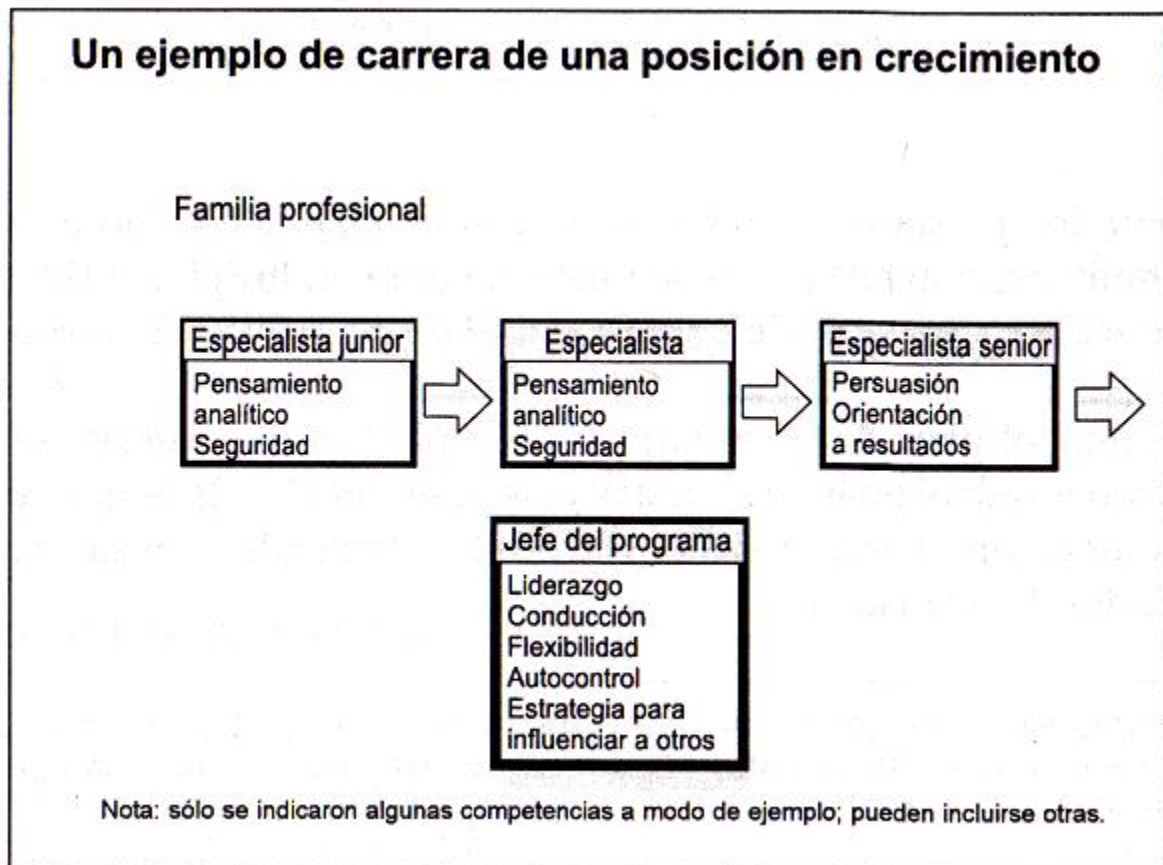 Un ejemplo de carrera de una posición en crecimiento
Familia profesional
Especialista junior
Pensamiento
analítico
Seguridad
Especialista
Pensamiento
analítico
Seguridad
Especialista senior
Persuasión
Orientación
a resultados
Jefe del programa
Liderazgo
Conducción
Flexibilidad
Autocontrol
Estrategia para
influenciar a otros
Nota: sólo se indicaron algunas competencias a modo de ejemplo; pueden incluirse otras.